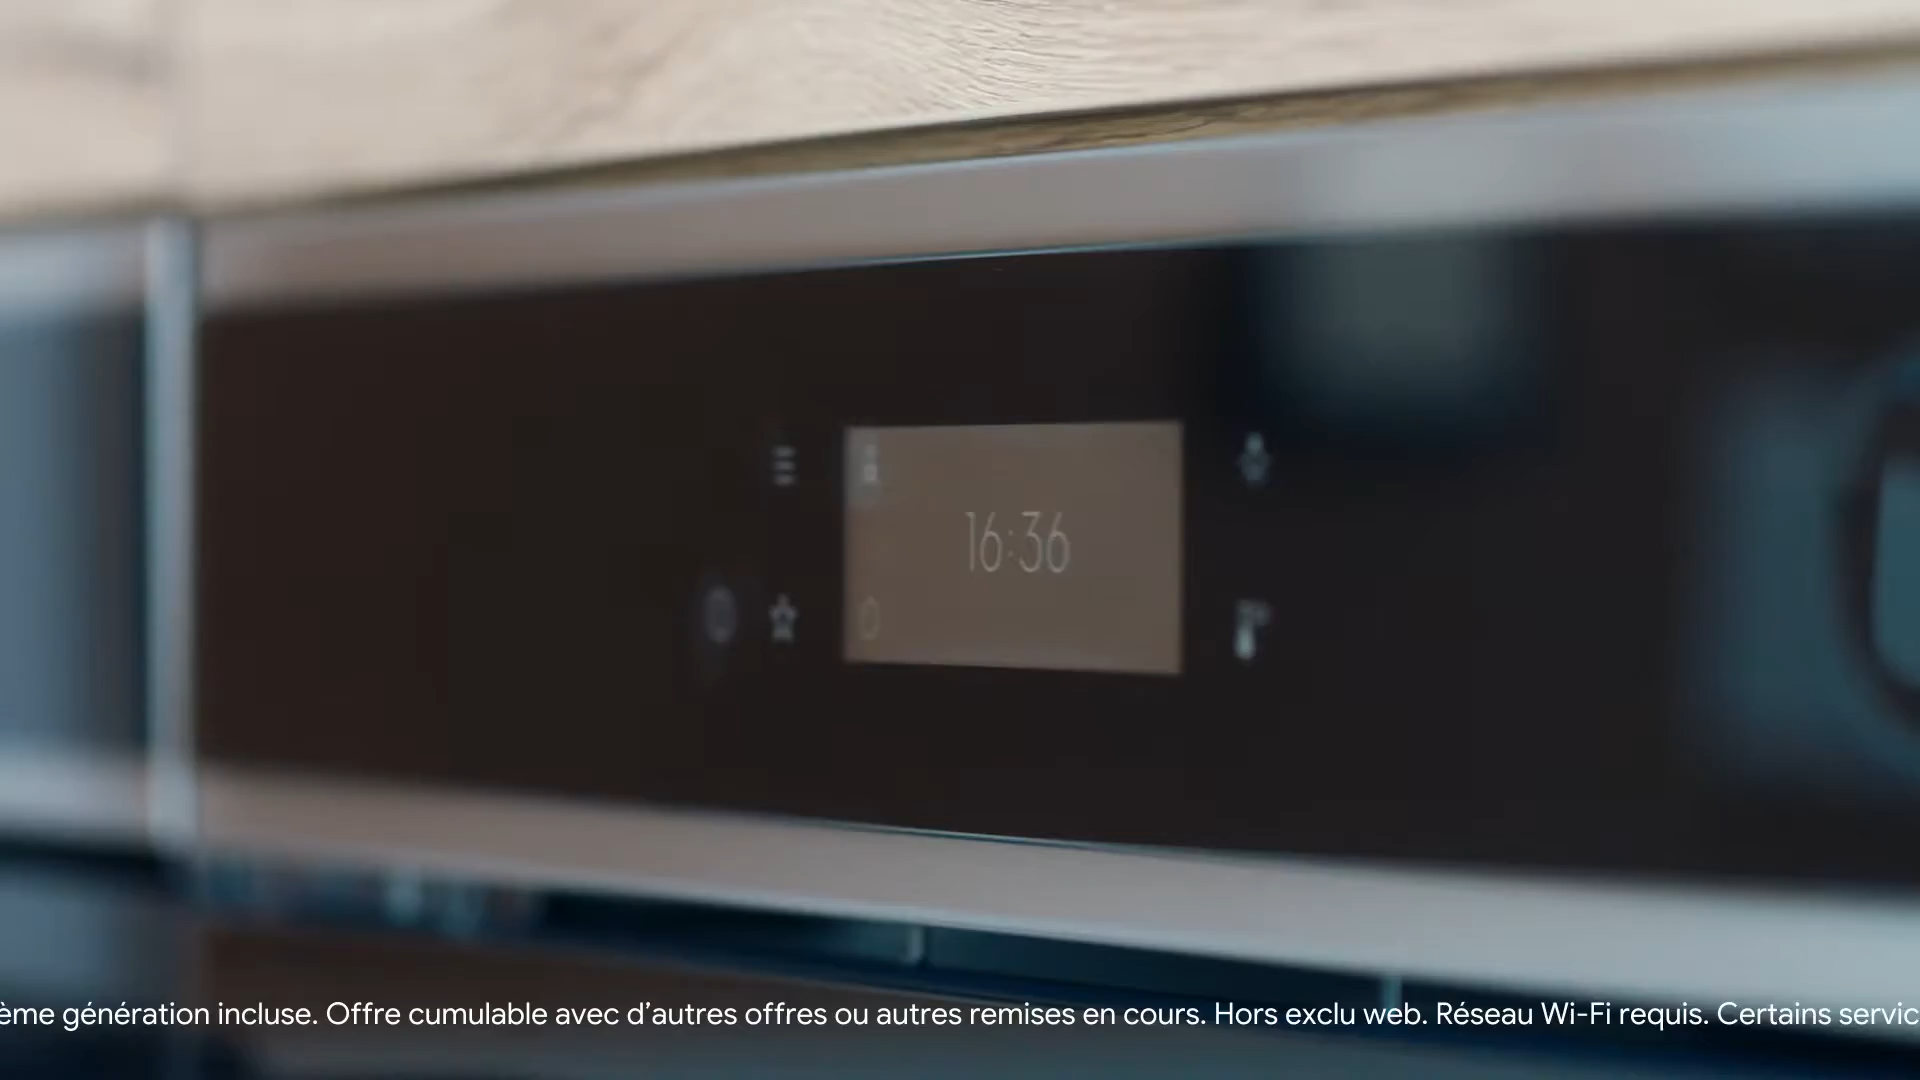 16:36
ème génération incluse. Offre cumulable avec d’autres offres ou autres remises en cours. Hors exclu web. Réseau Wi-Fi requis. Certains servic